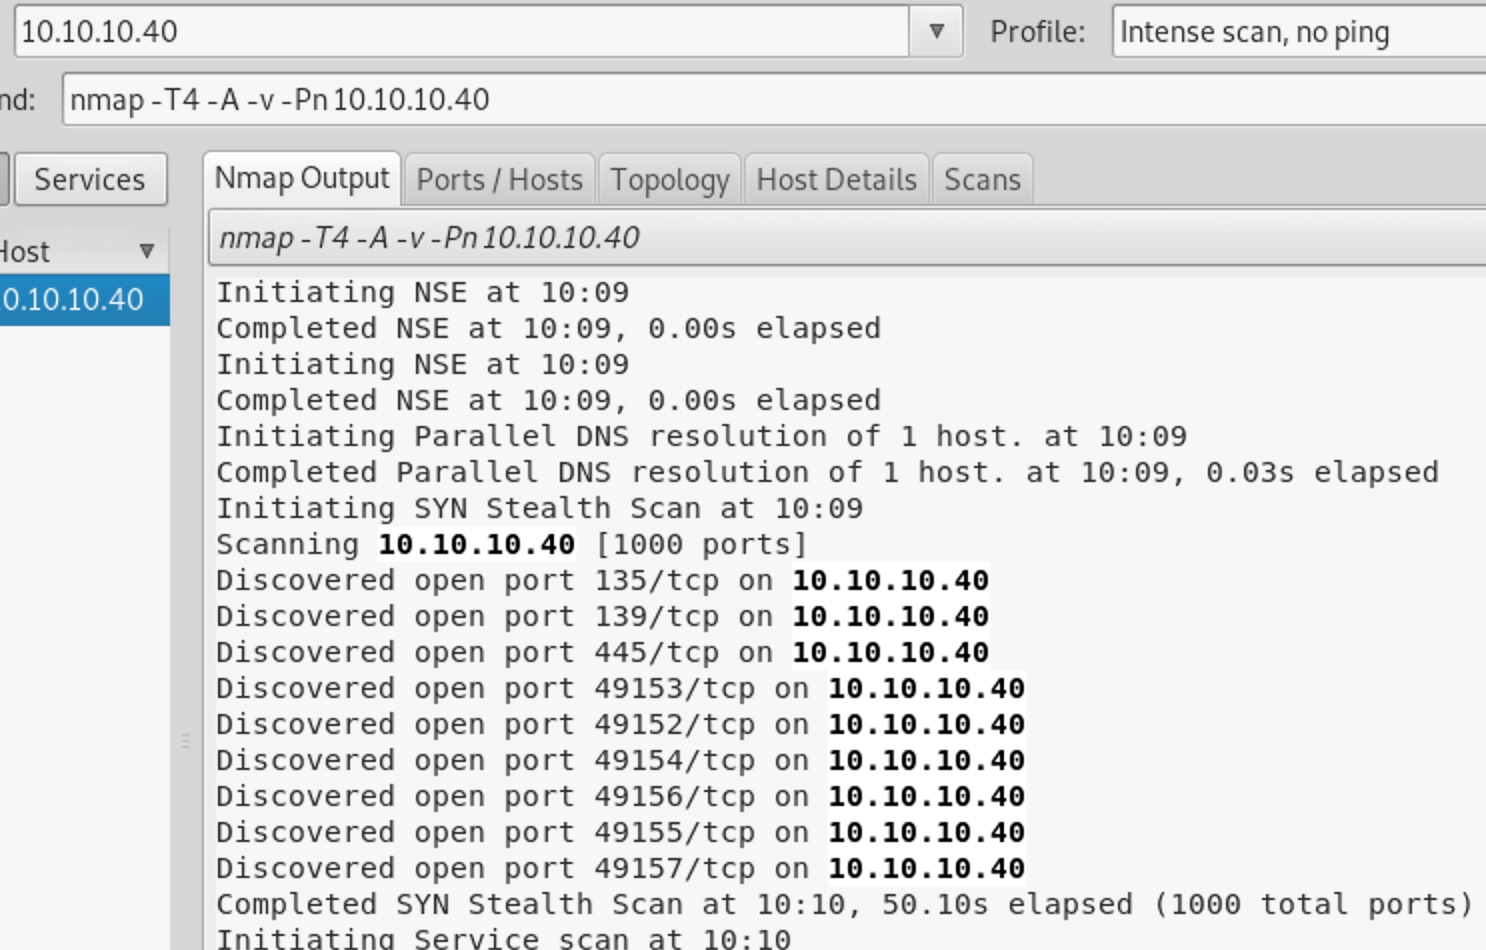 10.10.10.40 Profile: Intense scan, no ping
nd: nmap -T4 -A -v -Pn 10.10.10.40
Services Nmap Output Ports / Hosts Topology Host Details Scans
Host
nmap -T4 -A -v -Pn 10.10.10.40
0.10.10.40
Initiating NSE at 10:09
Completed NSE at 10:09, 0.00s elapsed
Initiating NSE at 10:09
Completed NSE at 10:09, 0.00s elapsed
Initiating Parallel DNS resolution of 1 host. at 10:09
Completed Parallel DNS resolution of 1 host. at 10:09, 0.03s elapsed
Initiating SYN Stealth Scan at 10:09
Scanning 10.10.10.40 [1000 ports]
Discovered open port 135/tcp on 10.10.10.40
Discovered open port 139/tcp on 10.10.10.40
Discovered open port 445/tcp on 10.10.10.40
Discovered open port 49153/tcp on 10.10.10.40
Discovered open port 49152/tcp on 10.10.10.40
Discovered open port 49154/tcp on 10.10.10.40
Discovered open port 49156/tcp on 10.10.10.40
Discovered open port 49155/tcp on 10.10.10.40
Discovered open port 49157/tcp on 10.10.10.40
Completed SYN Stealth Scan at 10:10, 50.10s elapsed (1000 total ports)
Initiating Service scan at 10:10